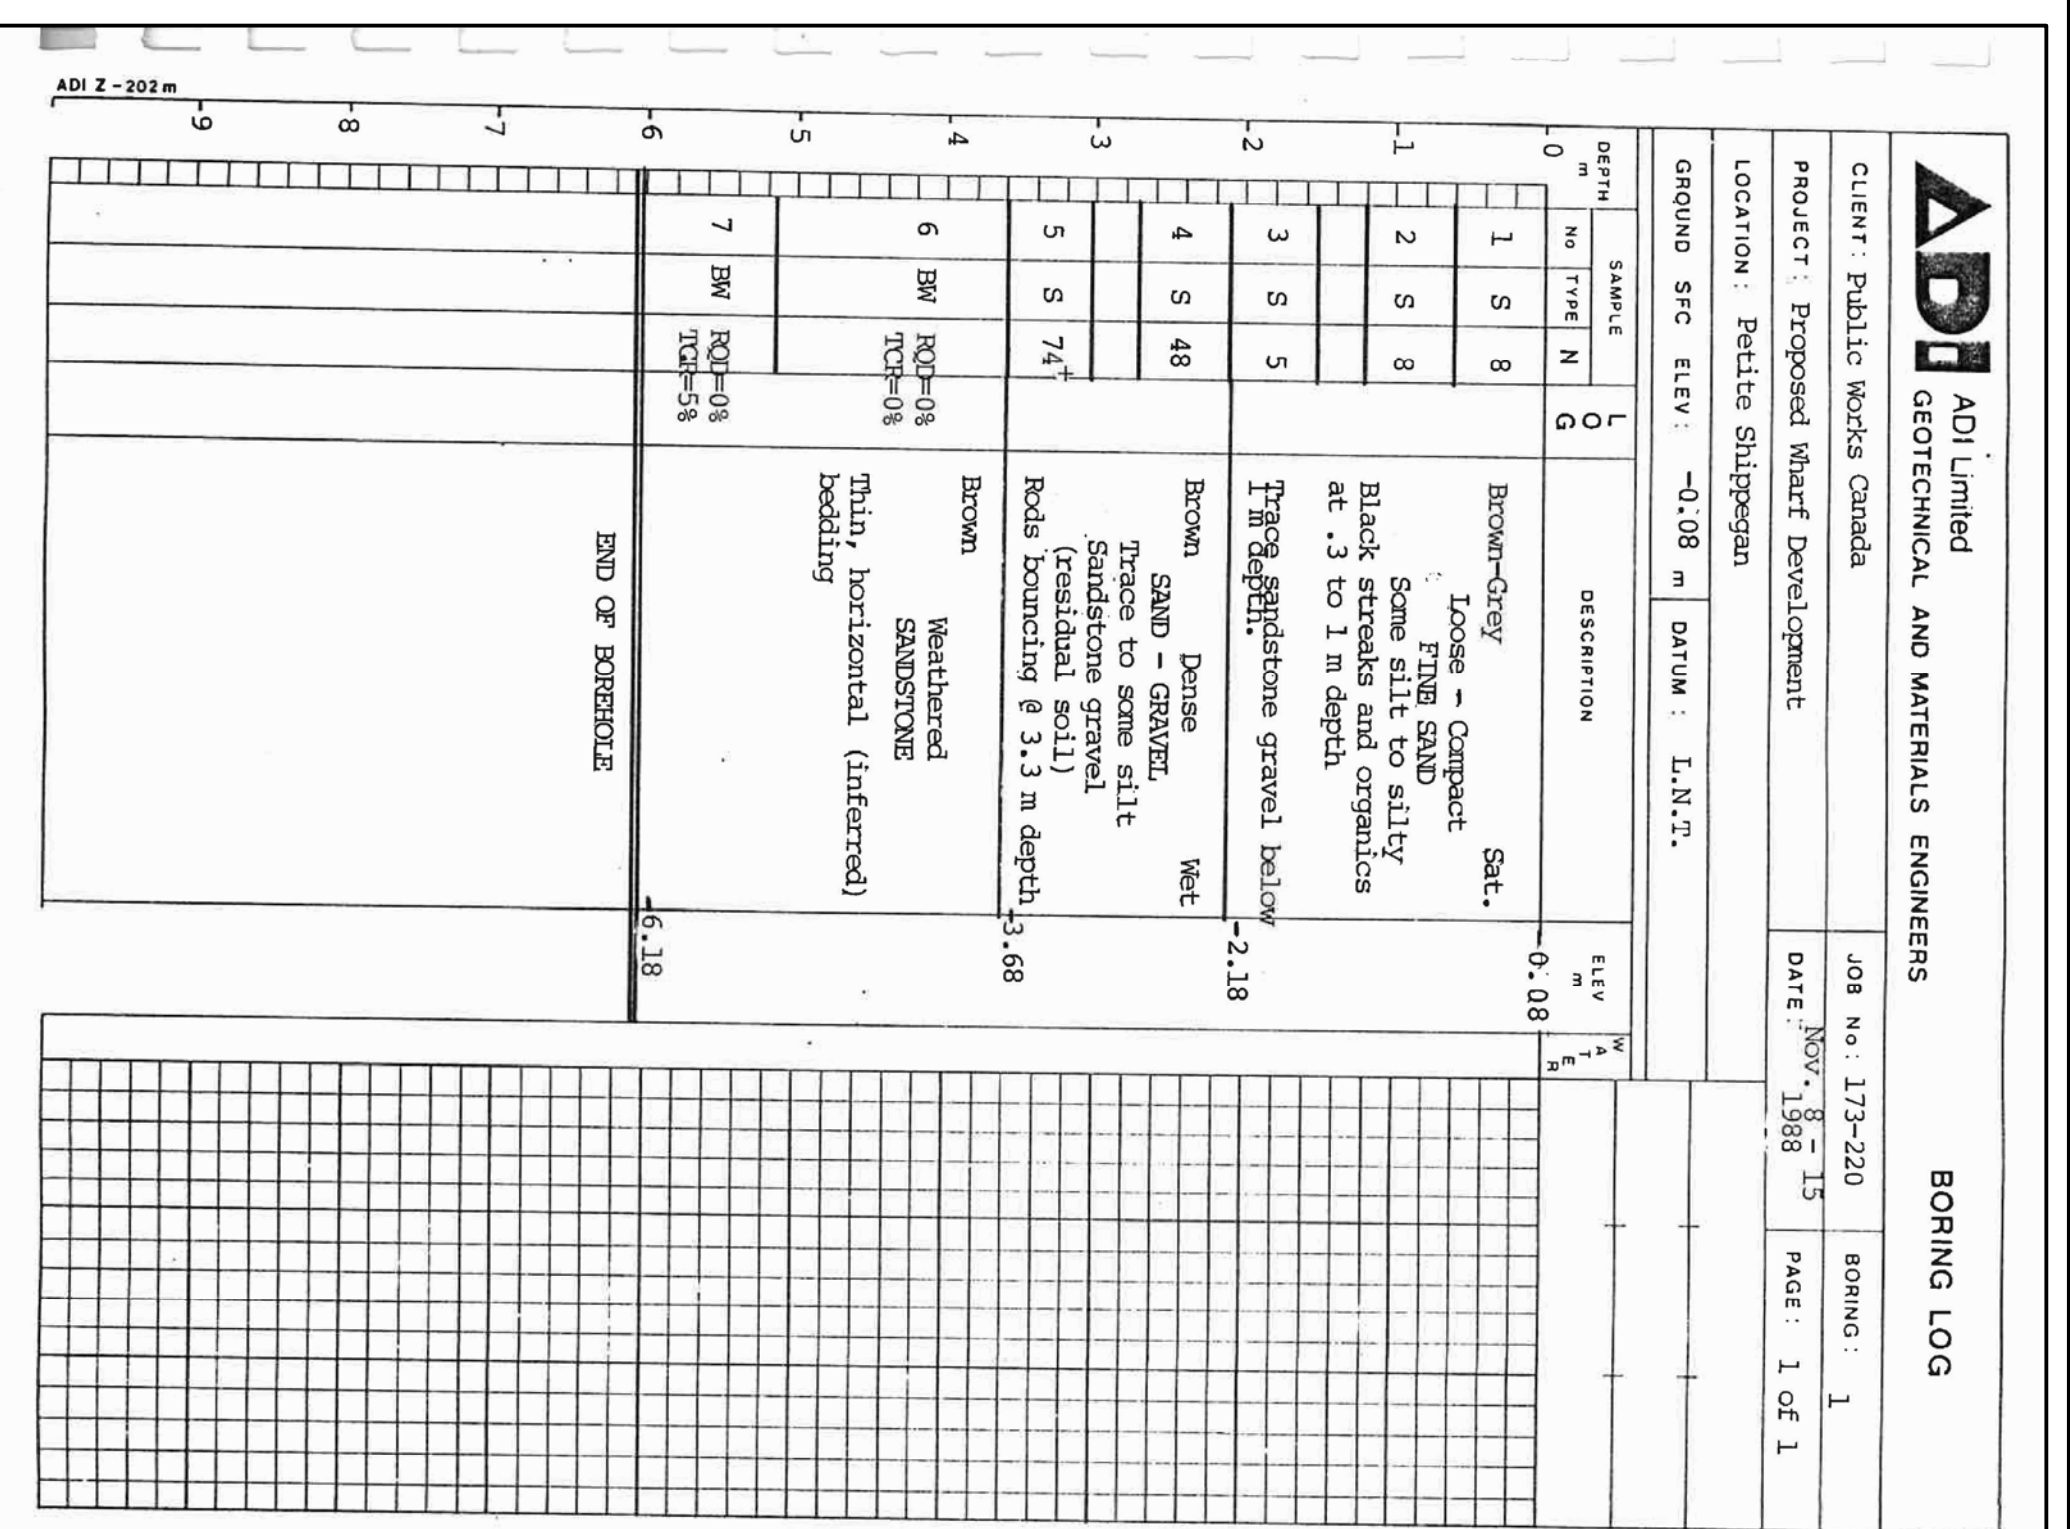 ADI
ADI Limited
GEOTECHNICAL AND MATERIALS ENGINEERS
BORING LOG
CLIENT: Public Works Canada
JOB No: 173-220
BORING: 1
PROJECT: Proposed Wharf Development
DATE: Nov. 8 - 15
1988
PAGE: 1 of 1
LOCATION: Petite Shippegan
GROUND SFC ELEV: -0.08 m
DATUM: L.N.T.
DEPTH
m
SAMPLE
No TYPE N
LOG
DESCRIPTION
ELEV
m
WATER
0
-0.08
1 S 8
Brown-Grey Sat.
Loose - Compact
FINE SAND
Some silt to silty
1
2 S 8
Black streaks and organics
at .3 to 1 m depth
3 S 5
Trace sandstone gravel below
1 m depth.
2
-2.18
4 S 48
Brown Dense Wet
SAND - GRAVEL
Trace to some silt
Sandstone gravel
(residual soil)
3
5 S 74+
Rods bouncing @ 3.3 m depth
-3.68
Brown
4
6 BW RQD=0%
TCR=0%
Weathered
SANDSTONE
Thin, horizontal (inferred)
bedding
5
7 BW RQD=0%
TCR=5%
6
-6.18
END OF BOREHOLE
7
8
9
ADI Z-202m